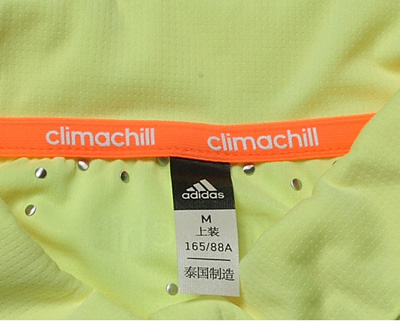 climachill climachill
adidas
M
上装
165/88A
泰国制造